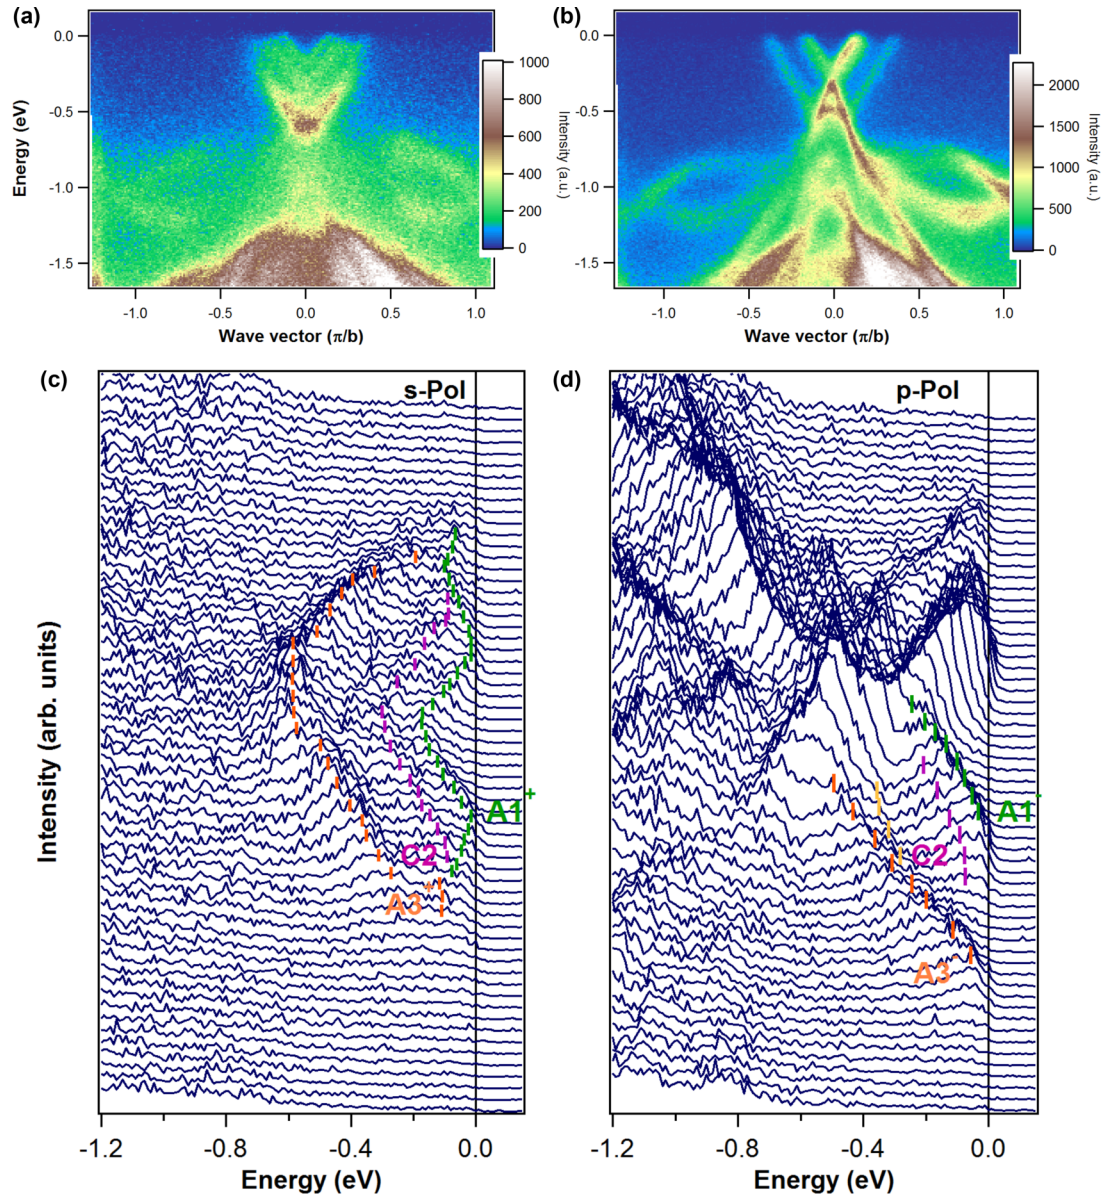 (a)
0.0
-0.5
-1.0
-1.5
Energy (eV)
-1.0
-0.5
0.0
0.5
1.0
Wave vector (π/b)
1000
800
600
400
200
0
Intensity (a.u.)
(b)
0.0
-0.5
-1.0
-1.5
-1.0
-0.5
0.0
0.5
1.0
Wave vector (π/b)
2000
1500
1000
500
0
Intensity (a.u.)
(c)
s-Pol
Intensity (arb. units)
A1⁺
C2
A3⁺
-1.2
-0.8
-0.4
0.0
Energy (eV)
(d)
p-Pol
A1⁻
C2
A3⁻
-1.2
-0.8
-0.4
0.0
Energy (eV)